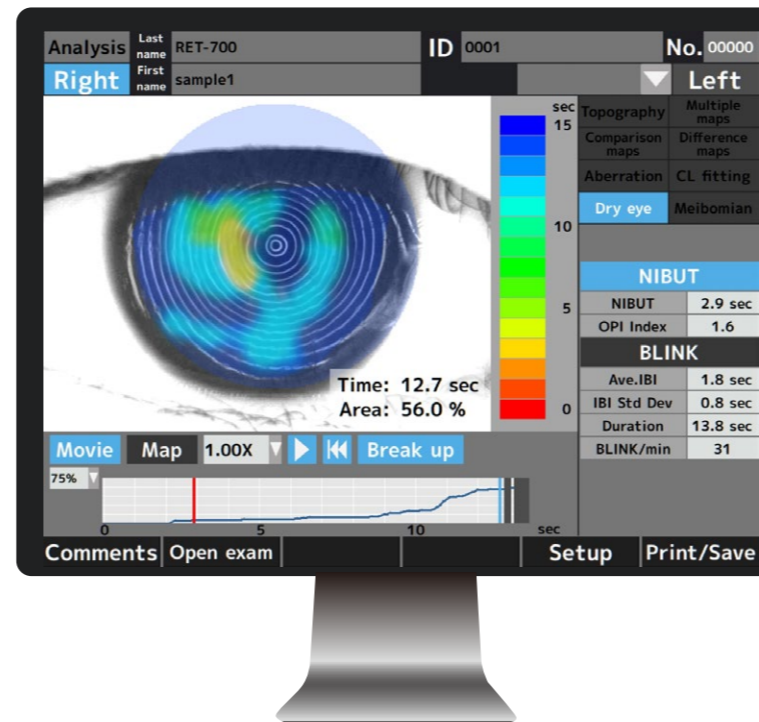 Analysis Last name RET-700 ID 0001 No. 00000
Right First name sample1 Left
sec
15
10
5
0
Time: 12.7 sec
Area: 56.0 %
Topography Multiple maps
Comparison maps Difference maps
Aberration CL fitting
Dry eye Meibomian
NIBUT
NIBUT 2.9 sec
OPI Index 1.6
BLINK
Ave.IBI 1.8 sec
IBI Std Dev 0.8 sec
Duration 13.8 sec
BLINK/min 31
Movie Map 1.00X Break up
75%
0 5 10 sec
Comments Open exam Setup Print/Save